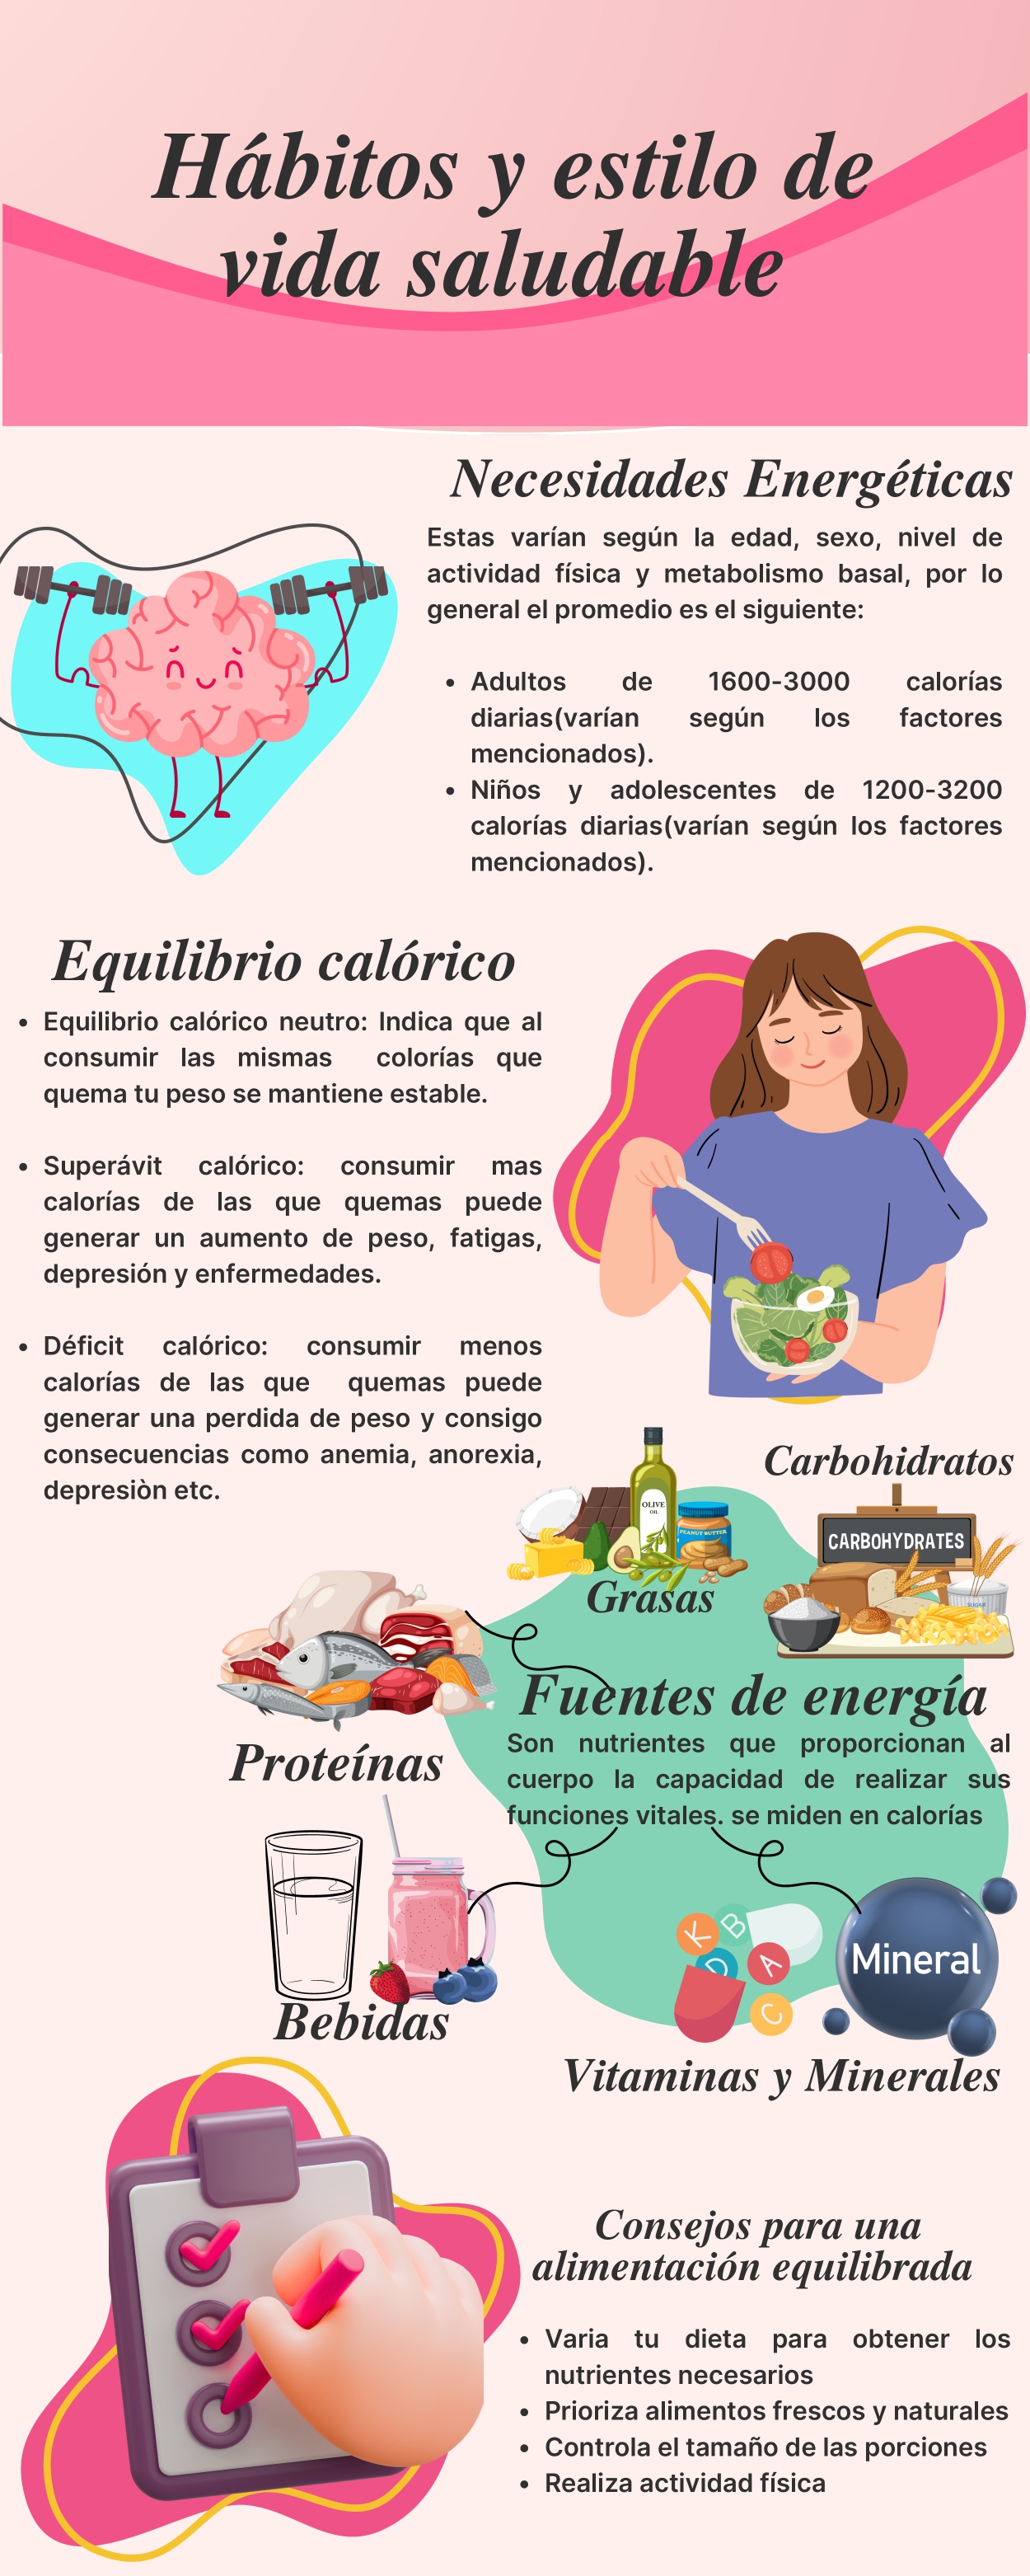 Hábitos y estilo de
vida saludable
Necesidades Energéticas
Estas varían según la edad, sexo, nivel de
actividad física y metabolismo basal, por lo
general el promedio es el siguiente:
• Adultos de 1600-3000 calorías
diarias(varían según los factores
mencionados).
• Niños y adolescentes de 1200-3200
calorías diarias(varían según los factores
mencionados).
Equilibrio calórico
• Equilibrio calórico neutro: Indica que al
consumir las mismas colorías que
quema tu peso se mantiene estable.
• Superávit calórico: consumir mas
calorías de las que quemas puede
generar un aumento de peso, fatigas,
depresión y enfermedades.
• Déficit calórico: consumir menos
calorías de las que quemas puede
generar una perdida de peso y consigo
consecuencias como anemia, anorexia,
depresiòn etc.
Carbohidratos
OLIVE
OIL
PEANUT BUTTER
CARBOHYDRATES
SUGAR
Grasas
Fuentes de energía
Son nutrientes que proporcionan al
cuerpo la capacidad de realizar sus
funciones vitales. se miden en calorías
Proteínas
Bebidas
K
B
D
A
C
Mineral
Vitaminas y Minerales
Consejos para una
alimentación equilibrada
• Varia tu dieta para obtener los
nutrientes necesarios
• Prioriza alimentos frescos y naturales
• Controla el tamaño de las porciones
• Realiza actividad física